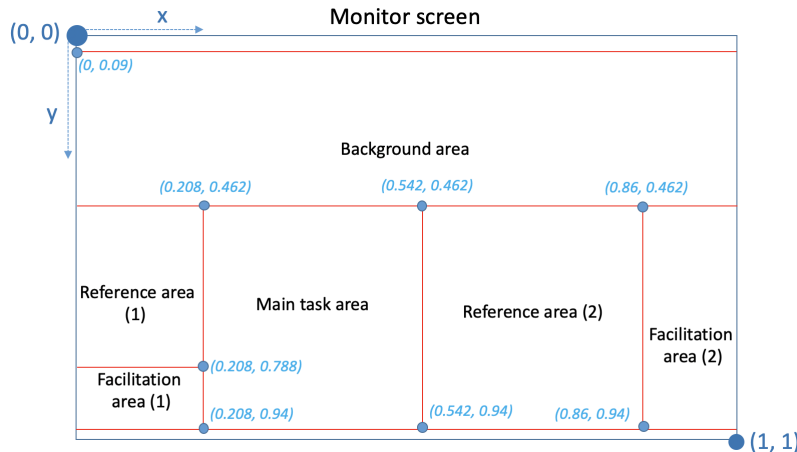 Monitor screen
(0, 0)
x
(0, 0.09)
y
Background area
(0.208, 0.462)
(0.542, 0.462)
(0.86, 0.462)
Reference area
(1)
Main task area
Reference area (2)
Facilitation
area (2)
(0.208, 0.788)
Facilitation
area (1)
(0.208, 0.94)
(0.542, 0.94)
(0.86, 0.94)
(1, 1)